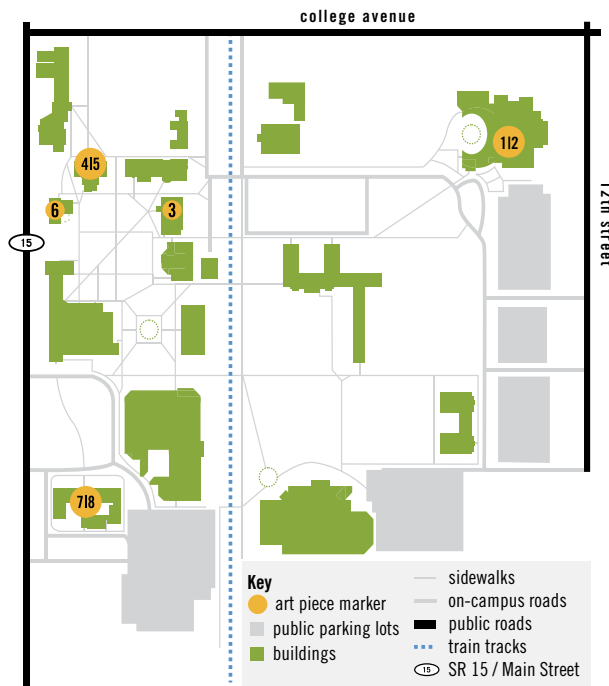 college avenue
12th street
1|2
4|5
6
3
15
7|8
Key
art piece marker
public parking lots
buildings
sidewalks
on-campus roads
public roads
train tracks
15 SR 15 / Main Street